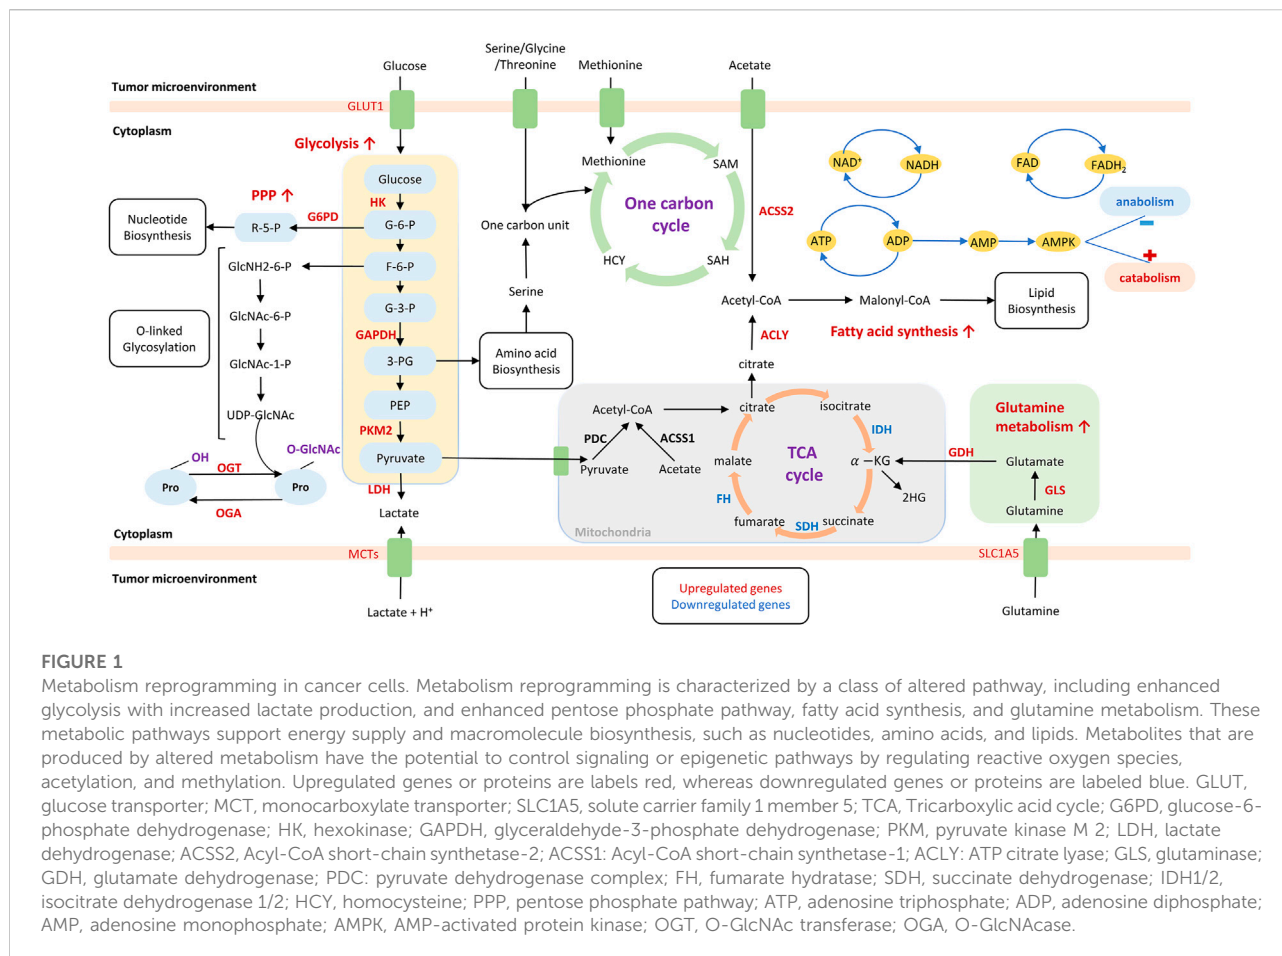 Serine/Glycine
/Threonine
Glucose
Methionine
Acetate
Tumor microenvironment
GLUT1
Cytoplasm
Glycolysis ↑
Glucose
HK
PPP ↑
Nucleotide
Biosynthesis
R-5-P
G6PD
G-6-P
F-6-P
GlcNH2-6-P
G-3-P
GlcNAc-6-P
O-linked
Glycosylation
GAPDH
3-PG
GlcNAc-1-P
PEP
UDP-GlcNAc
PKM2
Pyruvate
OH
O-GlcNAc
OGT
Pro
Pro
OGA
LDH
Lactate
Cytoplasm
MCTs
Tumor microenvironment
Lactate + H⁺
One carbon unit
Serine
Amino acid
Biosynthesis
Methionine
SAM
One carbon
cycle
HCY
SAH
ACSS2
Acetyl-CoA
Malonyl-CoA
Lipid
Biosynthesis
Fatty acid synthesis ↑
ACLY
citrate
NAD⁺
NADH
FAD
FADH₂
ATP
ADP
AMP
AMPK
anabolism
catabolism
Acetyl-CoA
citrate
isocitrate
PDC
ACSS1
IDH
Pyruvate
Acetate
malate
TCA
cycle
α – KG
2HG
FH
fumarate
SDH
succinate
Mitochondria
GDH
Glutamine
metabolism ↑
Glutamate
GLS
Glutamine
SLC1A5
Glutamine
Upregulated genes
Downregulated genes
FIGURE 1
Metabolism reprogramming in cancer cells. Metabolism reprogramming is characterized by a class of altered pathway, including enhanced
glycolysis with increased lactate production, and enhanced pentose phosphate pathway, fatty acid synthesis, and glutamine metabolism. These
metabolic pathways support energy supply and macromolecule biosynthesis, such as nucleotides, amino acids, and lipids. Metabolites that are
produced by altered metabolism have the potential to control signaling or epigenetic pathways by regulating reactive oxygen species,
acetylation, and methylation. Upregulated genes or proteins are labels red, whereas downregulated genes or proteins are labeled blue. GLUT,
glucose transporter; MCT, monocarboxylate transporter; SLC1A5, solute carrier family 1 member 5; TCA, Tricarboxylic acid cycle; G6PD, glucose-6-
phosphate dehydrogenase; HK, hexokinase; GAPDH, glyceraldehyde-3-phosphate dehydrogenase; PKM, pyruvate kinase M 2; LDH, lactate
dehydrogenase; ACSS2, Acyl-CoA short-chain synthetase-2; ACSS1: Acyl-CoA short-chain synthetase-1; ACLY: ATP citrate lyase; GLS, glutaminase;
GDH, glutamate dehydrogenase; PDC: pyruvate dehydrogenase complex; FH, fumarate hydratase; SDH, succinate dehydrogenase; IDH1/2,
isocitrate dehydrogenase 1/2; HCY, homocysteine; PPP, pentose phosphate pathway; ATP, adenosine triphosphate; ADP, adenosine diphosphate;
AMP, adenosine monophosphate; AMPK, AMP-activated protein kinase; OGT, O-GlcNAc transferase; OGA, O-GlcNAcase.